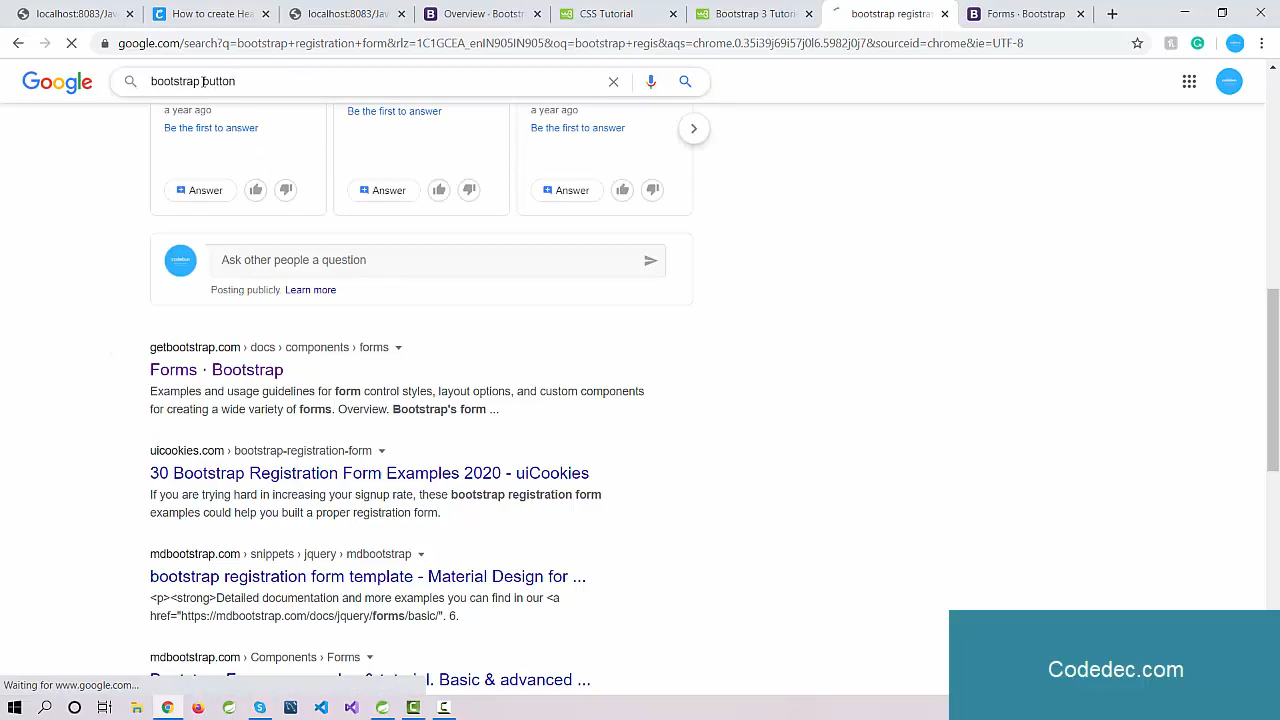 localhost:8083/Jav
How to create Hea
localhost:8083/Jav
Overview · Bootstr
CSS Tutorial
Bootstrap 3 Tutoria
bootstrap registrat
Forms · Bootstrap
google.com/search?q=bootstrap+registration+form&rlz=1C1GCEA_enIN905IN905&oq=bootstrap+regis&aqs=chrome.0.35i39j69i57j0l6.5982j0j7&sourceid=chrome&ie=UTF-8
Google
bootstrap button
a year ago
a year ago
Be the first to answer
Be the first to answer
Be the first to answer
Answer
Answer
Answer
Ask other people a question
Posting publicly. Learn more
getbootstrap.com › docs › components › forms
Forms · Bootstrap
Examples and usage guidelines for form control styles, layout options, and custom components
for creating a wide variety of forms. Overview. Bootstrap's form ...
uicookies.com › bootstrap-registration-form
30 Bootstrap Registration Form Examples 2020 - uiCookies
If you are trying hard in increasing your signup rate, these bootstrap registration form
examples could help you built a proper registration form.
mdbootstrap.com › snippets › jquery › mdbootstrap
bootstrap registration form template - Material Design for ...
<p><strong>Detailed documentation and more examples you can find in our <a
href="https://mdbootstrap.com/docs/jquery/forms/basic/". 6.
mdbootstrap.com › Components › Forms
l. Basic & advanced ...
Waiting for www.google.com...
Codedec.com